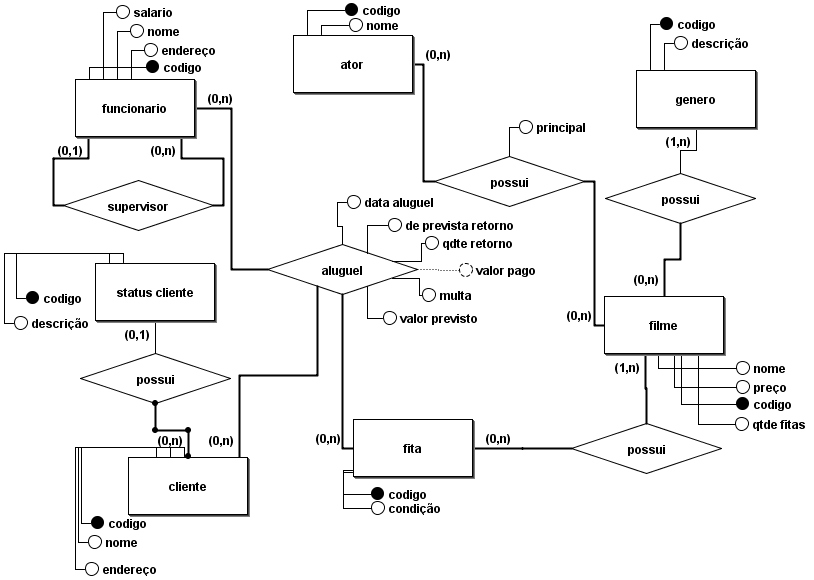 salario
nome
endereço
codigo
funcionario
(0,n)
(0,1)
(0,n)
supervisor
codigo
nome
ator
(0,n)
codigo
descrição
genero
(1,n)
principal
possui
possui
(0,n)
data aluguel
de prevista retorno
qdte retorno
aluguel
valor pago
multa
valor previsto
status cliente
codigo
descrição
(0,1)
possui
(0,n)
(0,n)
cliente
codigo
nome
endereço
(0,n)
filme
(1,n)
nome
preço
codigo
qtde fitas
(0,n)
fita
(0,n)
codigo
condição
possui